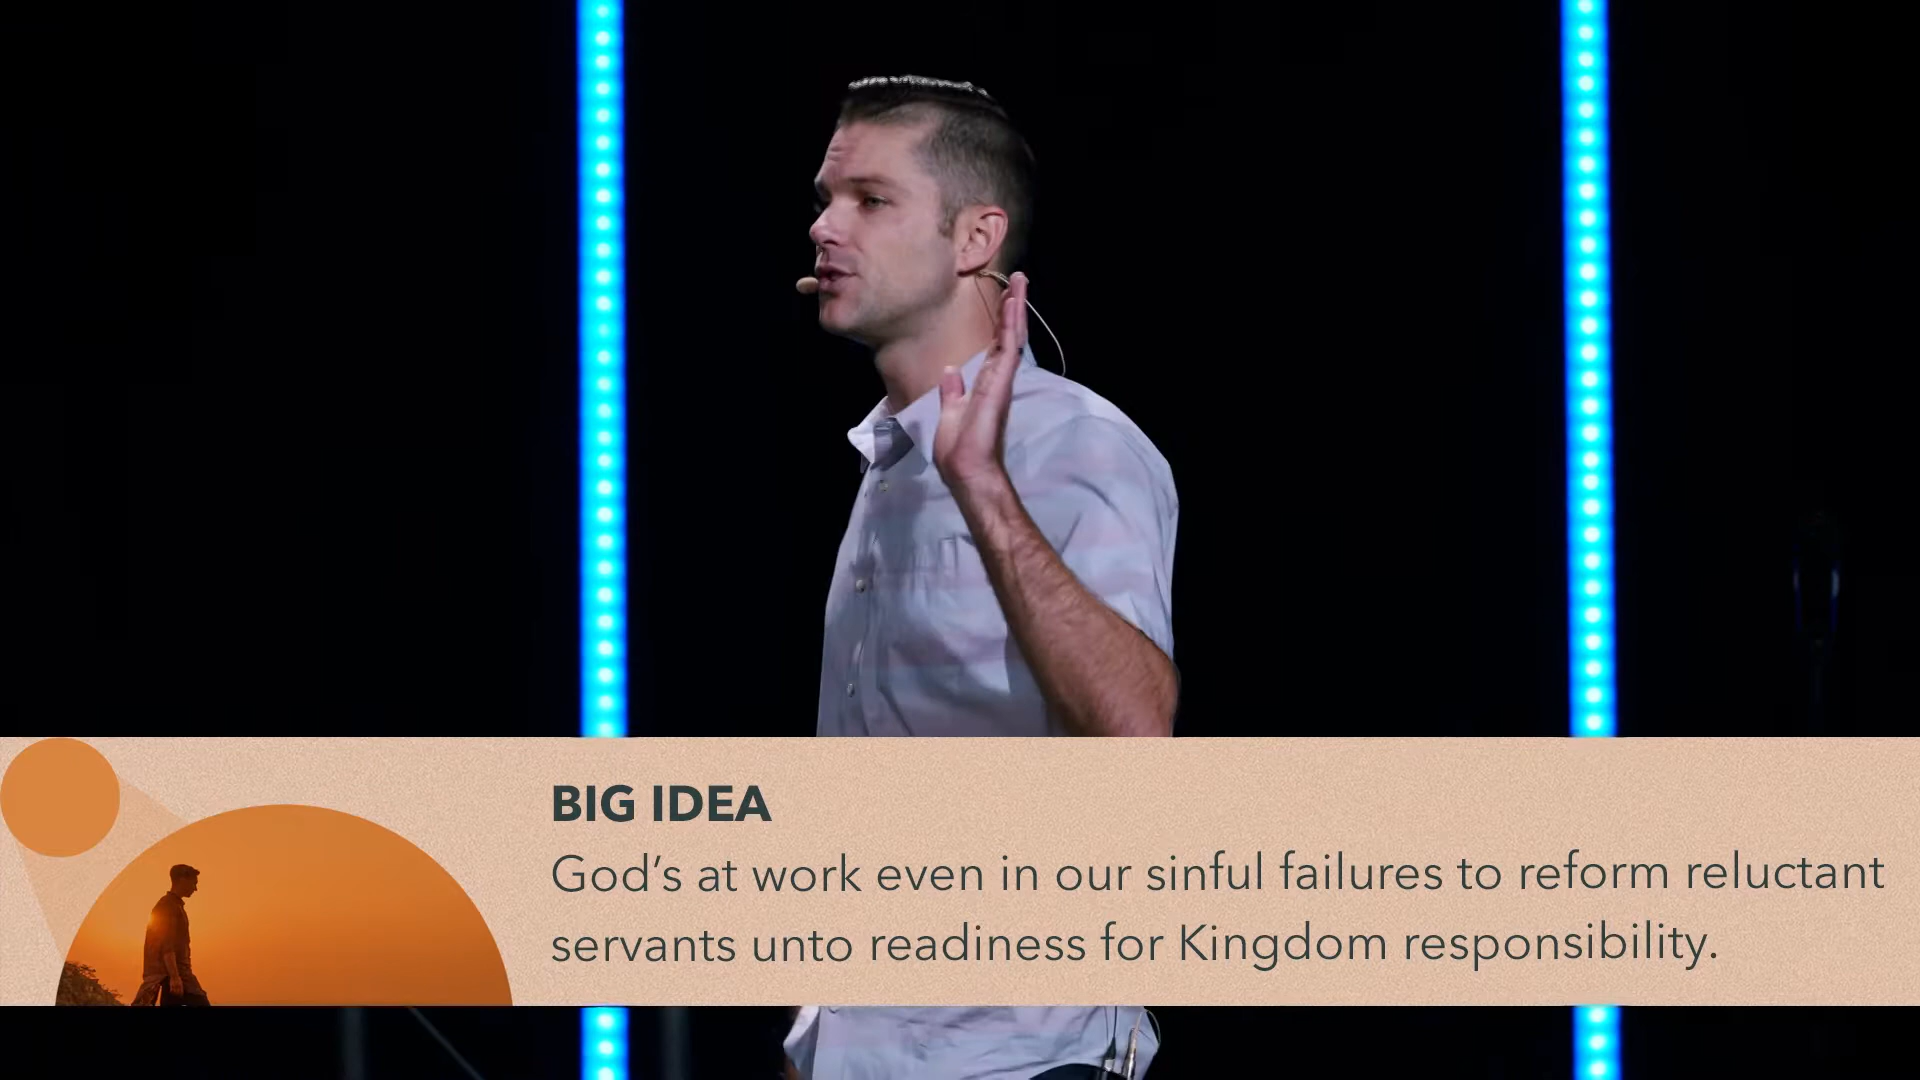 BIG IDEA
God’s at work even in our sinful failures to reform reluctant
servants unto readiness for Kingdom responsibility.